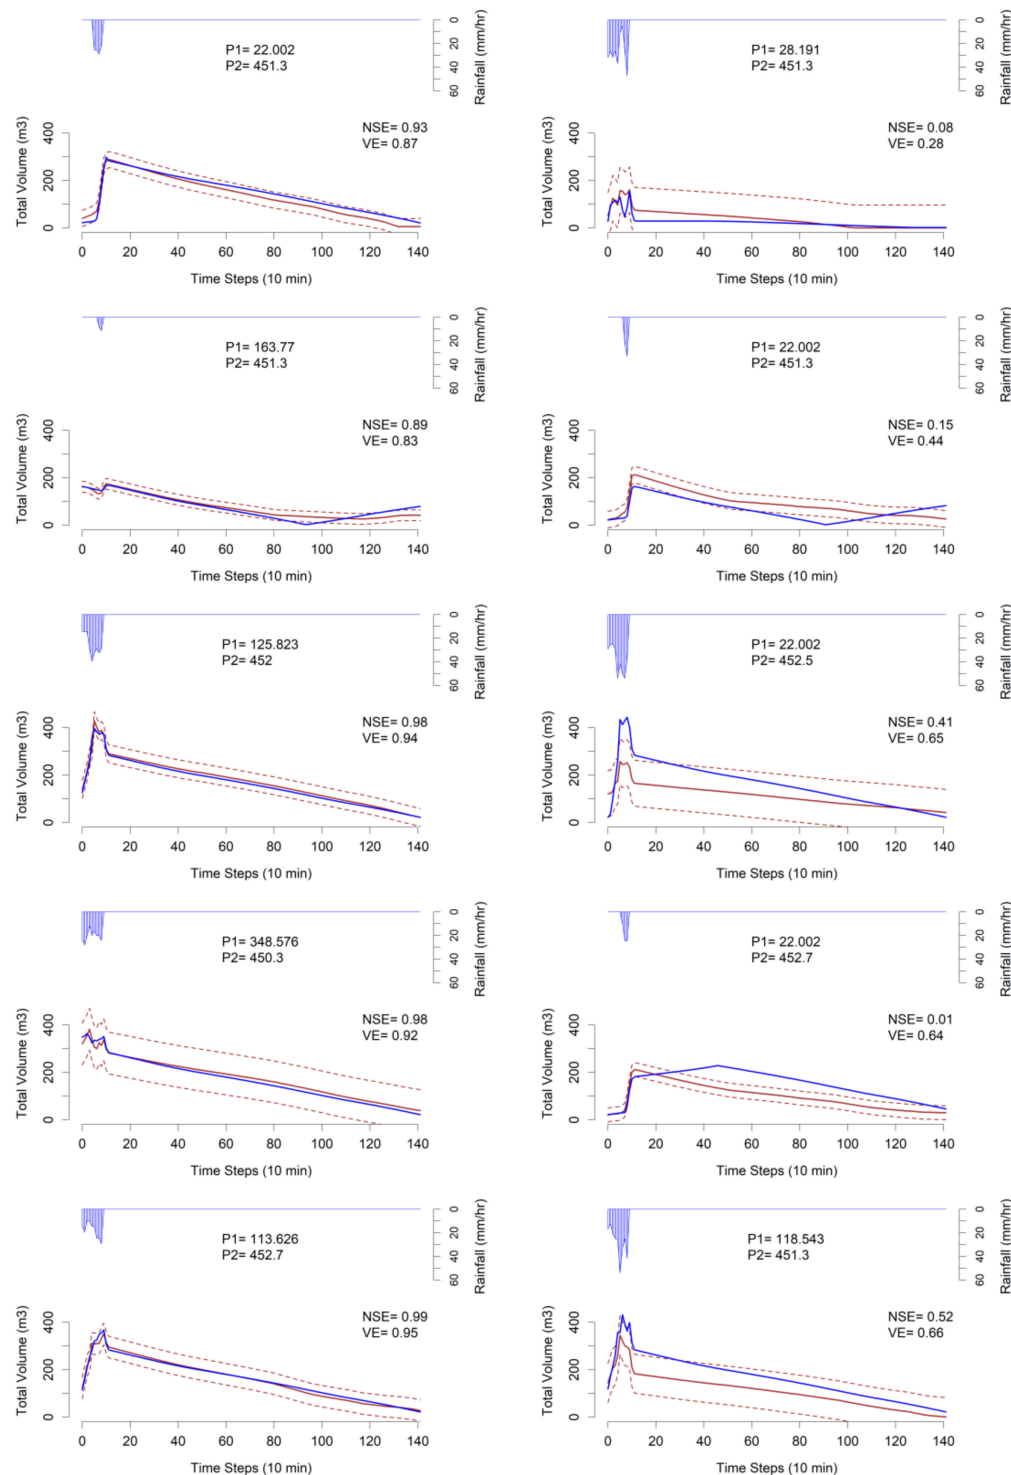 0
20
40
60
Rainfall (mm/hr)
P1= 22.002
P2= 451.3
NSE= 0.93
VE= 0.87
Total Volume (m3)
400
200
0
0 20 40 60 80 100 120 140
Time Steps (10 min)
0
20
40
60
Rainfall (mm/hr)
P1= 28.191
P2= 451.3
NSE= 0.08
VE= 0.28
Total Volume (m3)
400
200
0
0 20 40 60 80 100 120 140
Time Steps (10 min)
0
20
40
60
Rainfall (mm/hr)
P1= 163.77
P2= 451.3
NSE= 0.89
VE= 0.83
Total Volume (m3)
400
200
0
0 20 40 60 80 100 120 140
Time Steps (10 min)
0
20
40
60
Rainfall (mm/hr)
P1= 22.002
P2= 451.3
NSE= 0.15
VE= 0.44
Total Volume (m3)
400
200
0
0 20 40 60 80 100 120 140
Time Steps (10 min)
0
20
40
60
Rainfall (mm/hr)
P1= 125.823
P2= 452
NSE= 0.98
VE= 0.94
Total Volume (m3)
400
200
0
0 20 40 60 80 100 120 140
Time Steps (10 min)
0
20
40
60
Rainfall (mm/hr)
P1= 22.002
P2= 452.5
NSE= 0.41
VE= 0.65
Total Volume (m3)
400
200
0
0 20 40 60 80 100 120 140
Time Steps (10 min)
0
20
40
60
Rainfall (mm/hr)
P1= 348.576
P2= 450.3
NSE= 0.98
VE= 0.92
Total Volume (m3)
400
200
0
0 20 40 60 80 100 120 140
Time Steps (10 min)
0
20
40
60
Rainfall (mm/hr)
P1= 22.002
P2= 452.7
NSE= 0.01
VE= 0.64
Total Volume (m3)
400
200
0
0 20 40 60 80 100 120 140
Time Steps (10 min)
0
20
40
60
Rainfall (mm/hr)
P1= 113.626
P2= 452.7
NSE= 0.99
VE= 0.95
Total Volume (m3)
400
200
0
0 20 40 60 80 100 120 140
Time Steps (10 min)
0
20
40
60
Rainfall (mm/hr)
P1= 118.543
P2= 451.3
NSE= 0.52
VE= 0.66
Total Volume (m3)
400
200
0
0 20 40 60 80 100 120 140
Time Steps (10 min)